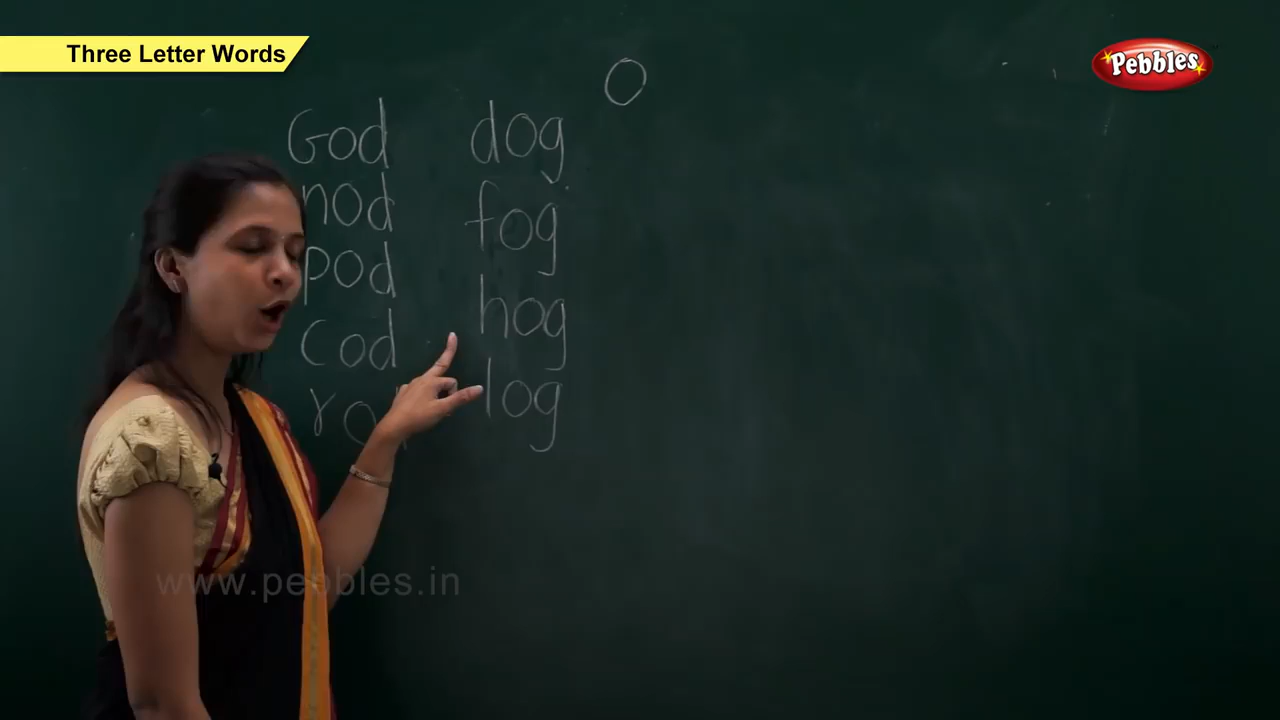 Three Letter Words
Pebbles
O
God dog
nod fog
pod hog
Cod log
www.pebbles.in